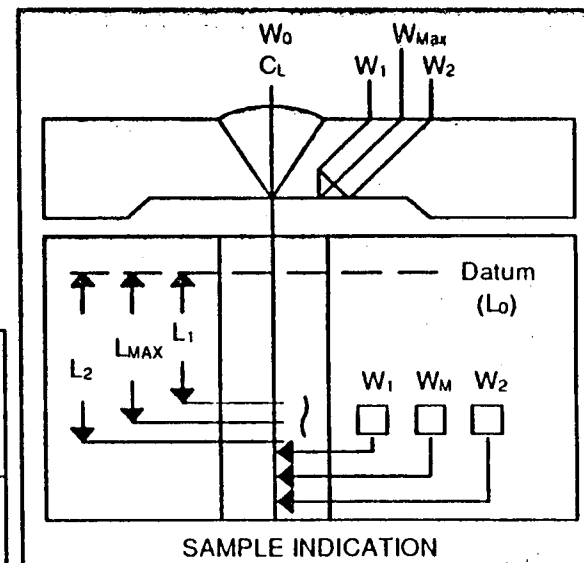 W0 WMax
CL W1 W2
Datum
(L0)
L1
LMAX
L2
W1 WM W2
SAMPLE INDICATION